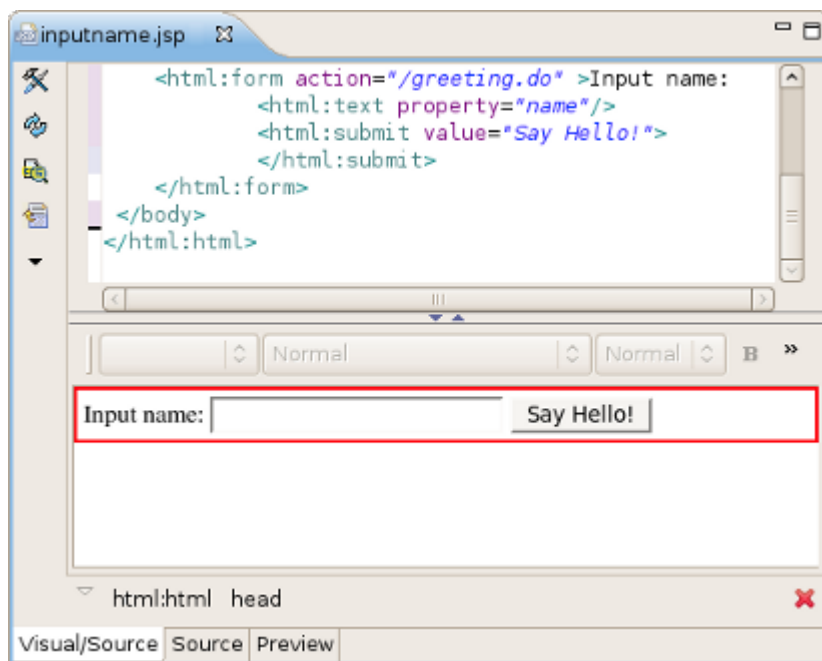 inputname.jsp
<html:form action="/greeting.do" >Input name:
<html:text property="name"/>
<html:submit value="Say Hello!">
</html:submit>
</html:form>
</body>
</html:html>
Normal Normal B »
Input name: Say Hello!
html:html head
Visual/Source Source Preview